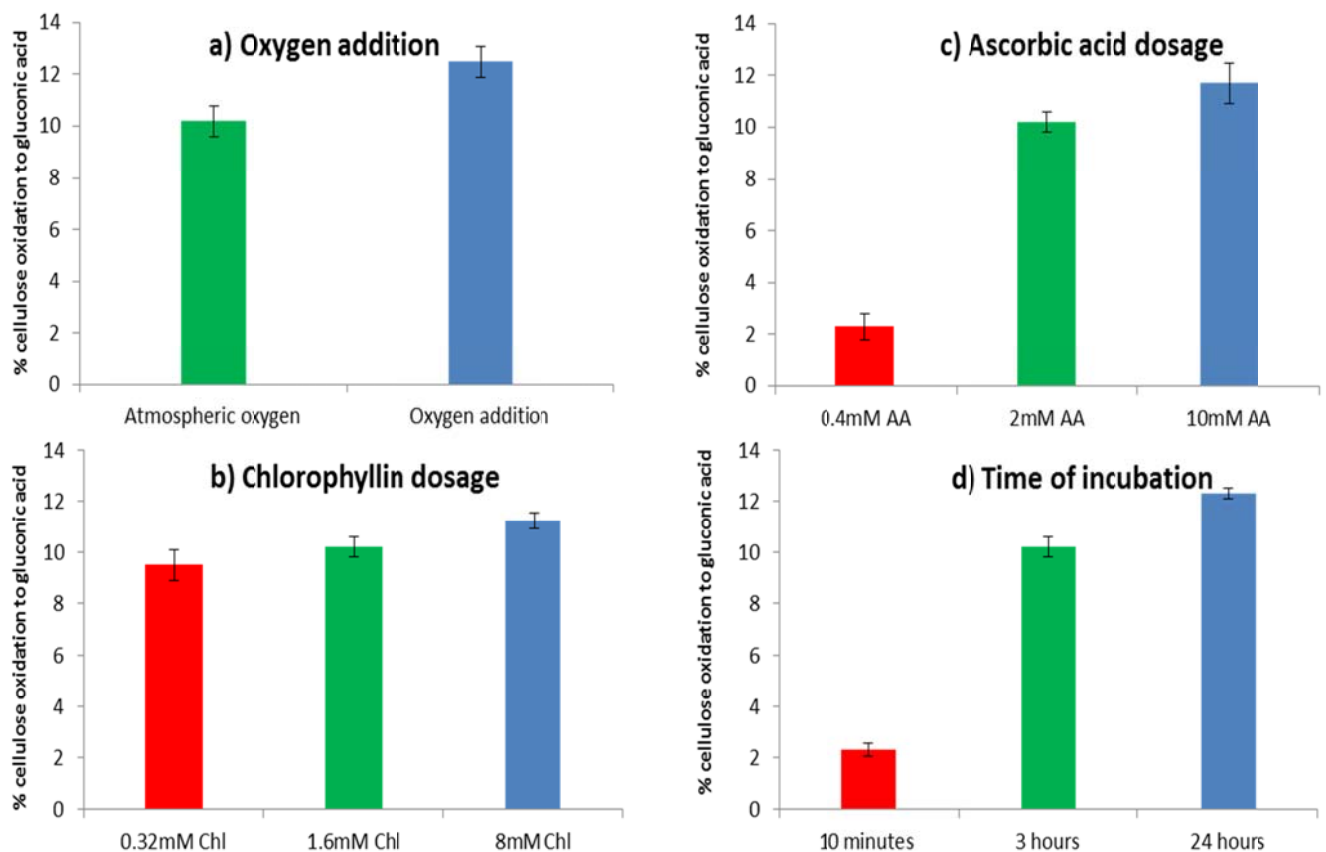 a) Oxygen addition
% cellulose oxidation to gluconic acid
14
12
10
8
6
4
2
0
Atmospheric oxygen
Oxygen addition
c) Ascorbic acid dosage
% cellulose oxidation to gluconic acid
14
12
10
8
6
4
2
0
0.4mM AA
2mM AA
10mM AA
b) Chlorophyllin dosage
% cellulose oxidation to gluconic acid
14
12
10
8
6
4
2
0
0.32mM Chl
1.6mM Chl
8mM Chl
d) Time of incubation
% cellulose oxidation to gluconic acid
14
12
10
8
6
4
2
0
10 minutes
3 hours
24 hours